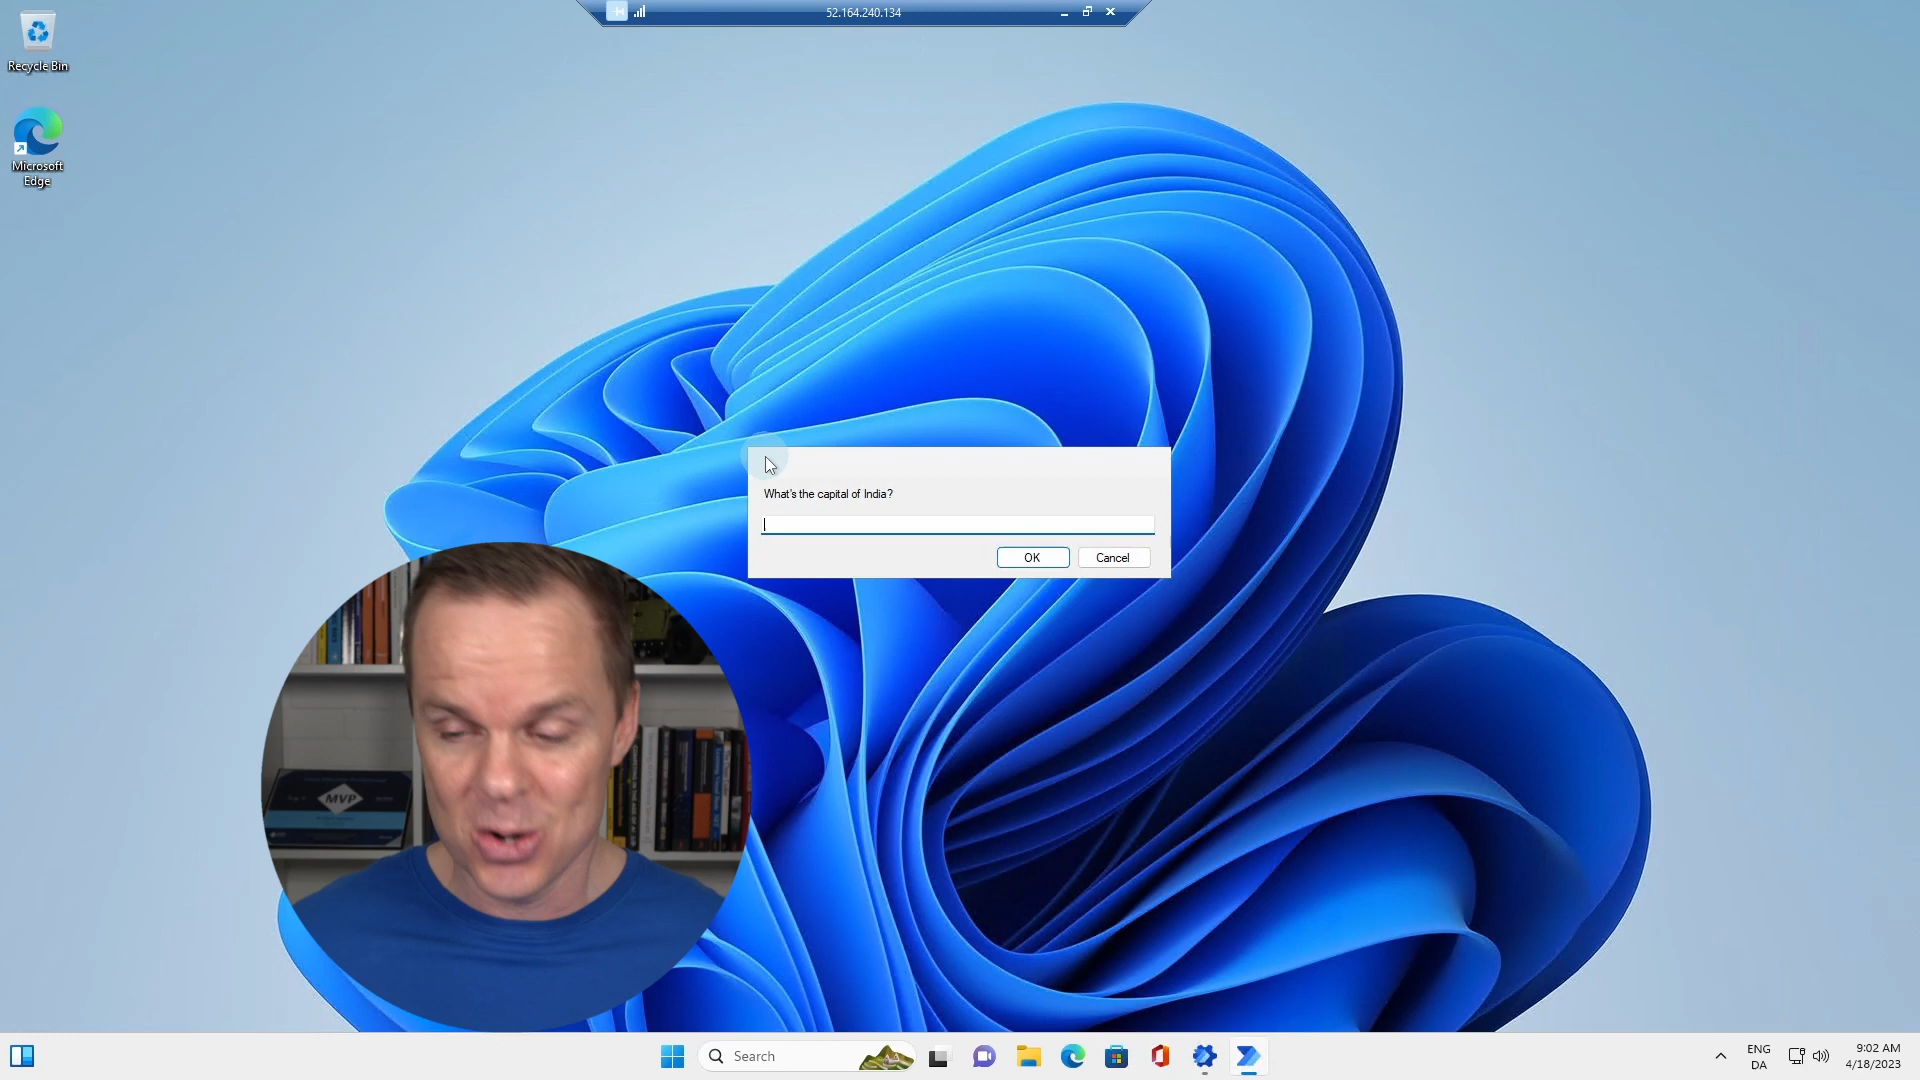 52.164.240.134
Recycle Bin
Microsoft
Edge
What's the capital of India?
OK
Cancel
MVP
Search
ENG
DA
9:02 AM
4/18/2023